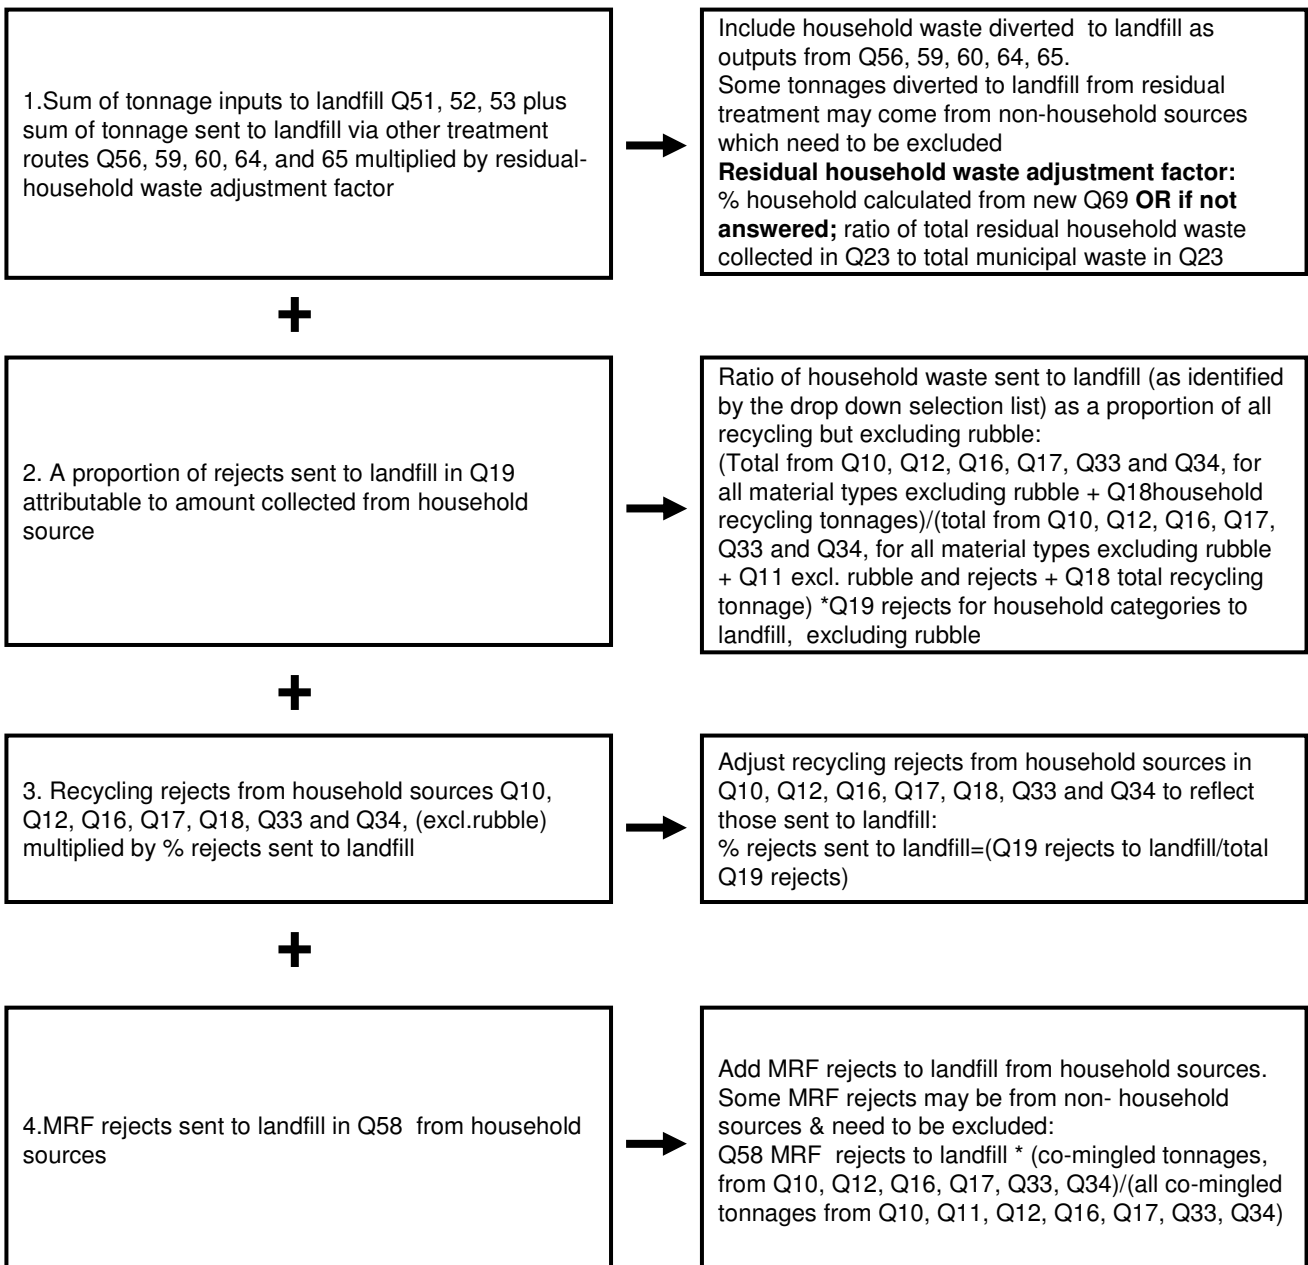 1.Sum of tonnage inputs to landfill Q51, 52, 53 plus
sum of tonnage sent to landfill via other treatment
routes Q56, 59, 60, 64, and 65 multiplied by residual-
household waste adjustment factor
Include household waste diverted  to landfill as
outputs from Q56, 59, 60, 64, 65.
Some tonnages diverted to landfill from residual
treatment may come from non-household sources
which need to be excluded
Residual household waste adjustment factor:
% household calculated from new Q69 OR if not
answered; ratio of total residual household waste
collected in Q23 to total municipal waste in Q23
+
2. A proportion of rejects sent to landfill in Q19
attributable to amount collected from household
source
Ratio of household waste sent to landfill (as identified
by the drop down selection list) as a proportion of all
recycling but excluding rubble:
(Total from Q10, Q12, Q16, Q17, Q33 and Q34, for
all material types excluding rubble + Q18household
recycling tonnages)/(total from Q10, Q12, Q16, Q17,
Q33 and Q34, for all material types excluding rubble
+ Q11 excl. rubble and rejects + Q18 total recycling
tonnage) *Q19 rejects for household categories to
landfill,  excluding rubble
+
3. Recycling rejects from household sources Q10,
Q12, Q16, Q17, Q18, Q33 and Q34, (excl.rubble)
multiplied by % rejects sent to landfill
Adjust recycling rejects from household sources in
Q10, Q12, Q16, Q17, Q18, Q33 and Q34 to reflect
those sent to landfill:
% rejects sent to landfill=(Q19 rejects to landfill/total
Q19 rejects)
+
4.MRF rejects sent to landfill in Q58  from household
sources
Add MRF rejects to landfill from household sources.
Some MRF rejects may be from non- household
sources & need to be excluded:
Q58 MRF  rejects to landfill * (co-mingled tonnages,
from Q10, Q12, Q16, Q17, Q33, Q34)/(all co-mingled
tonnages from Q10, Q11, Q12, Q16, Q17, Q33, Q34)